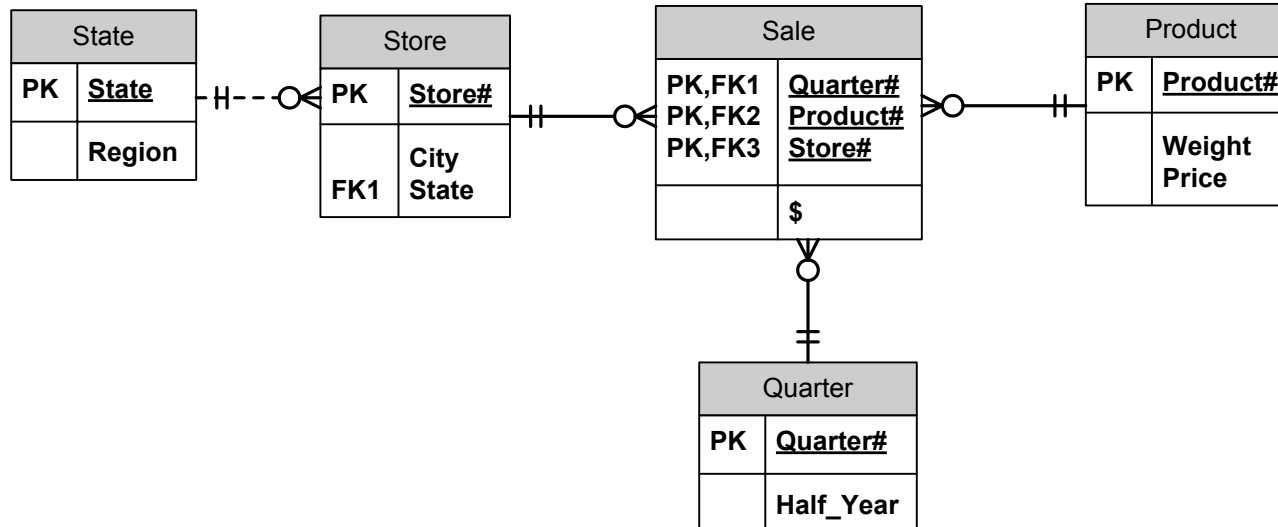 State
PK State
Region
Store
PK Store#
City
FK1 State
Sale
PK,FK1 Quarter#
PK,FK2 Product#
PK,FK3 Store#
$
Product
PK Product#
Weight
Price
Quarter
PK Quarter#
Half_Year